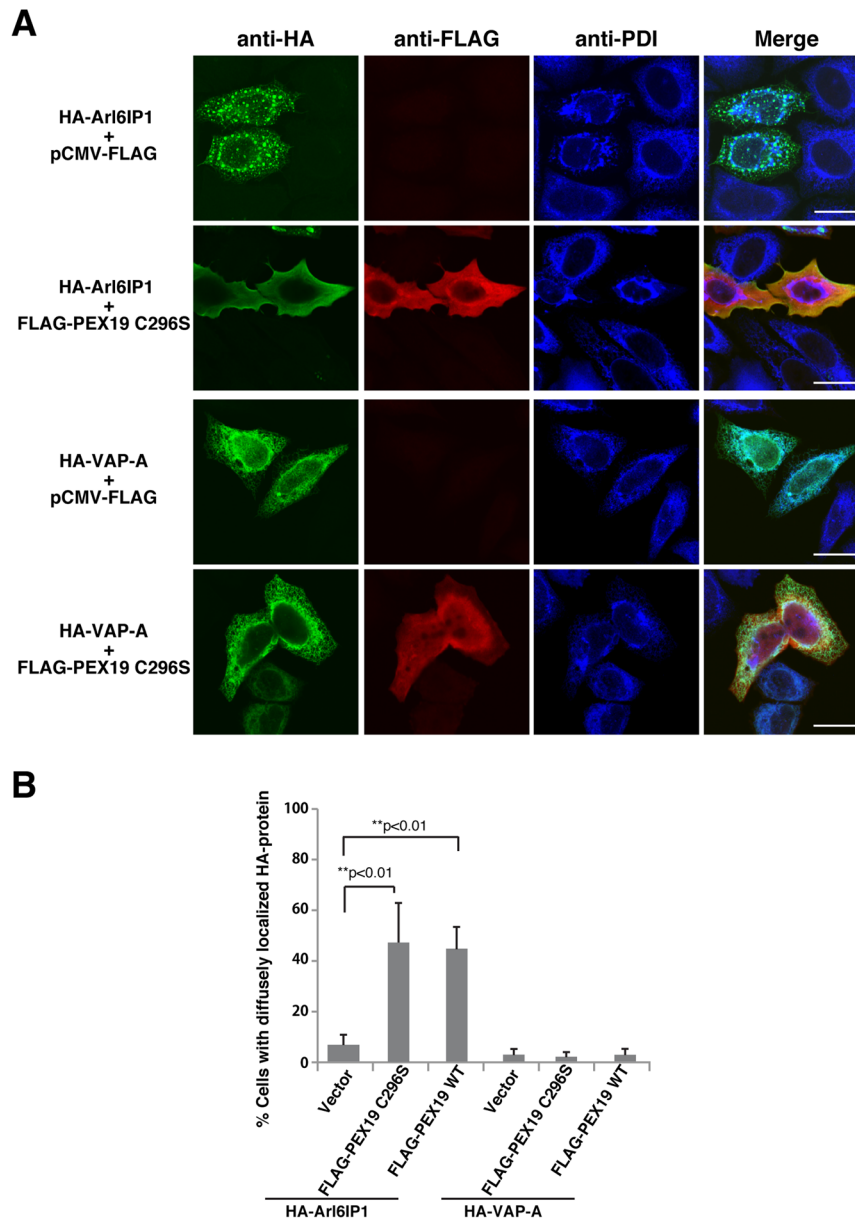 A
anti-HA anti-FLAG anti-PDI Merge
HA-Arl6IP1
+
pCMV-FLAG
HA-Arl6IP1
+
FLAG-PEX19 C296S
HA-VAP-A
+
pCMV-FLAG
HA-VAP-A
+
FLAG-PEX19 C296S
B
% Cells with diffusely localized HA-protein
100
80
60
40
20
0
**p<0.01
**p<0.01
Vector
FLAG-PEX19 C296S
FLAG-PEX19 WT
Vector
FLAG-PEX19 C296S
FLAG-PEX19 WT
HA-Arl6IP1 HA-VAP-A